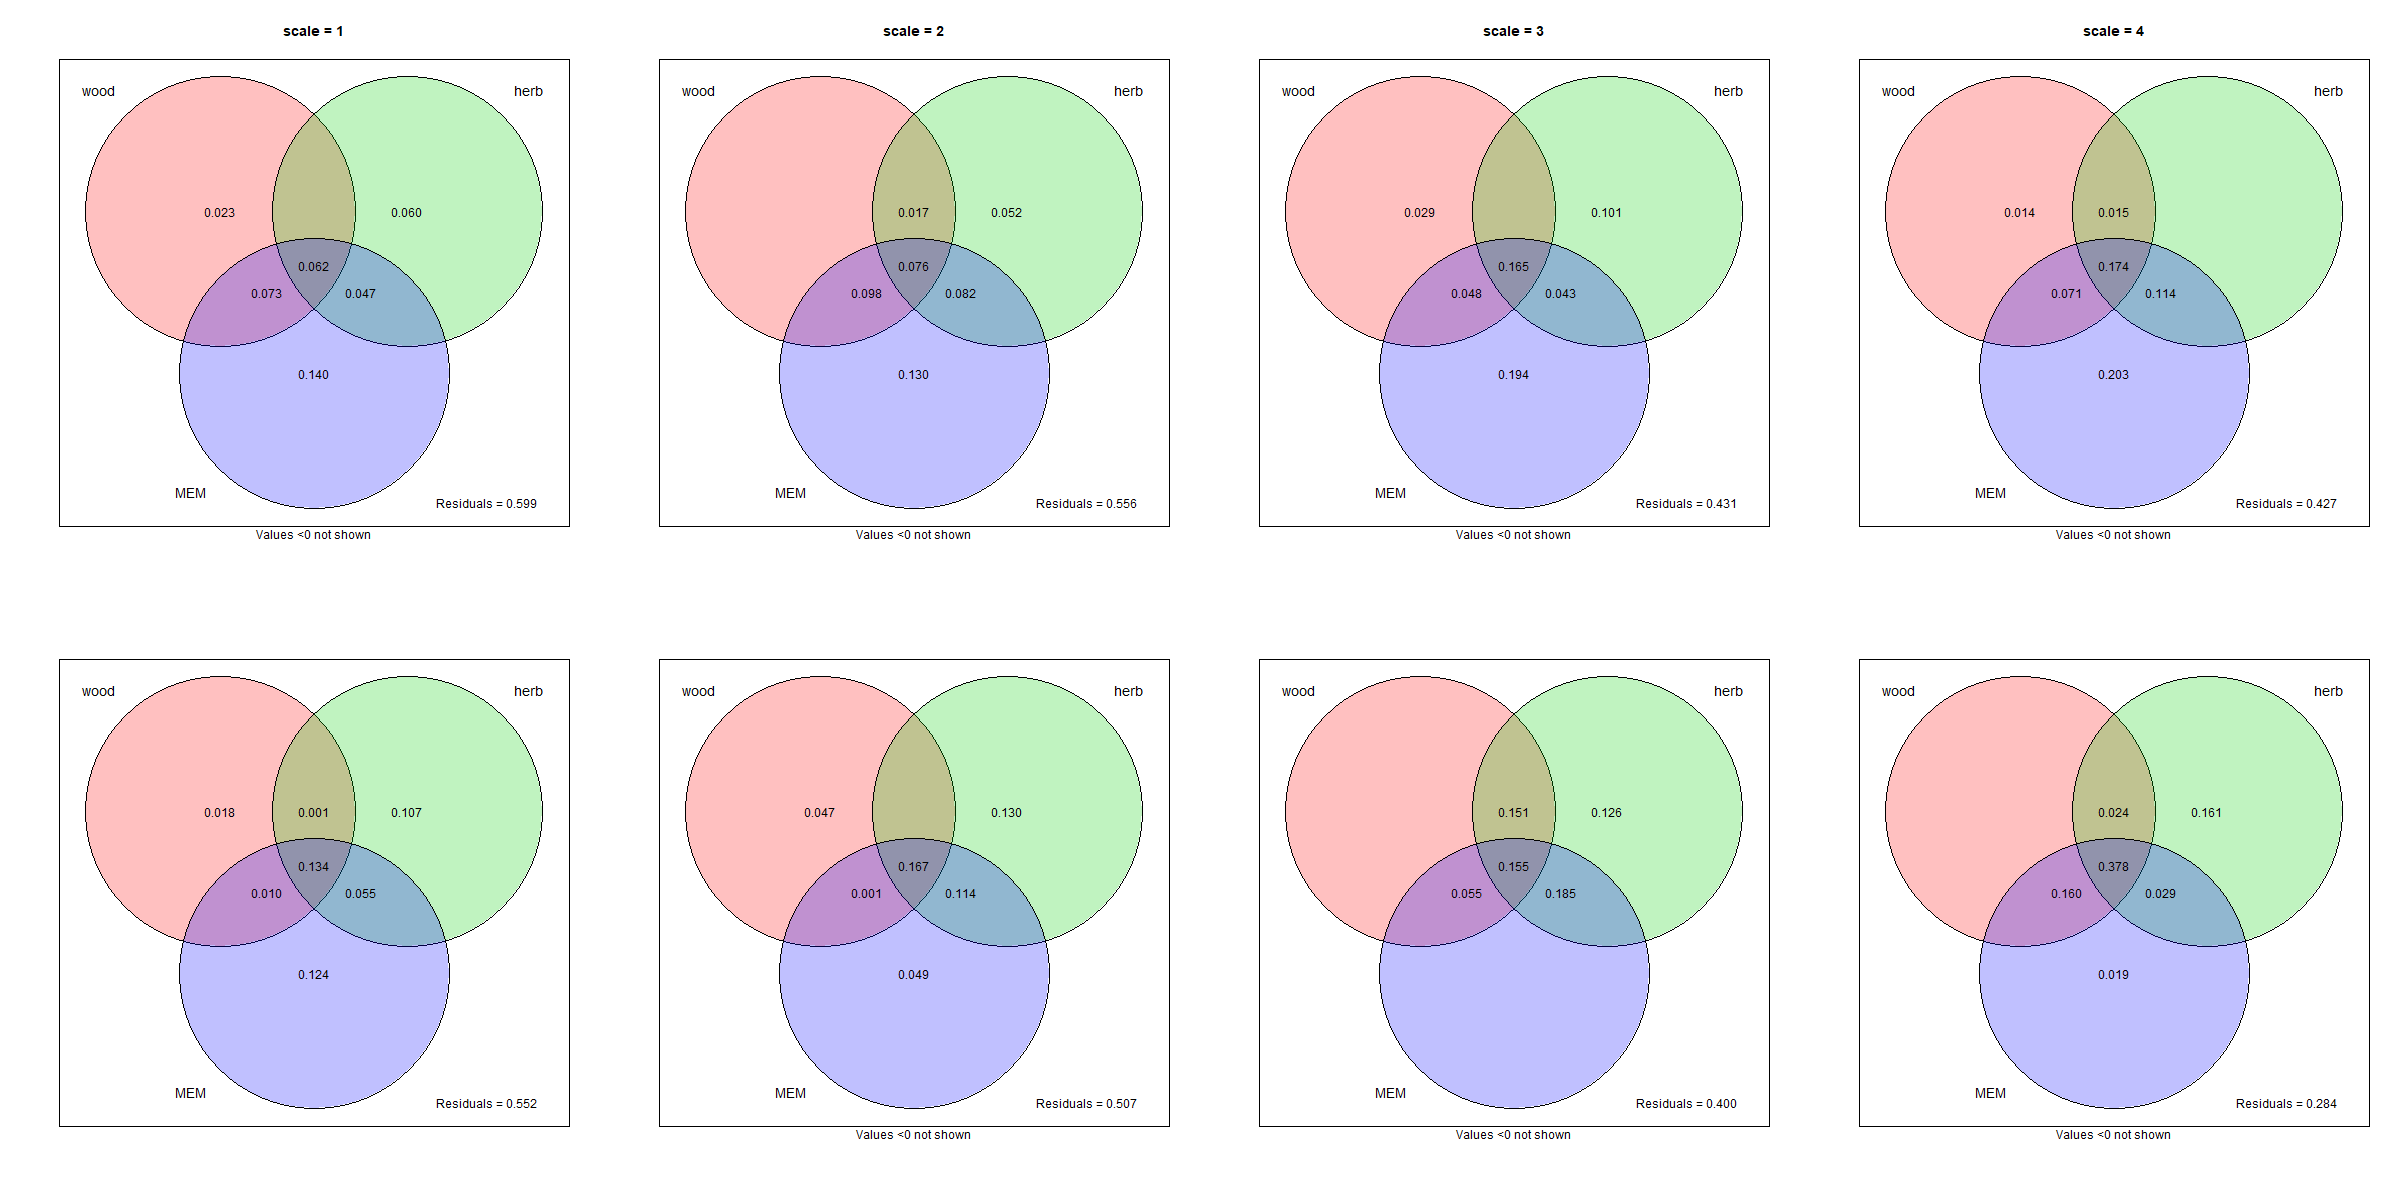 scale = 1
wood
herb
0.023
0.060
0.062
0.073
0.047
0.140
MEM
Residuals = 0.599
Values <0 not shown
scale = 2
wood
herb
0.017
0.052
0.076
0.098
0.082
0.130
MEM
Residuals = 0.556
Values <0 not shown
scale = 3
wood
herb
0.029
0.101
0.165
0.048
0.043
0.194
MEM
Residuals = 0.431
Values <0 not shown
scale = 4
wood
herb
0.014
0.015
0.174
0.071
0.114
0.203
MEM
Residuals = 0.427
Values <0 not shown
wood
herb
0.018
0.001
0.107
0.134
0.010
0.055
0.124
MEM
Residuals = 0.552
wood
herb
0.047
0.130
0.167
0.001
0.114
0.049
MEM
Residuals = 0.507
Values <0 not shown
wood
herb
0.151
0.126
0.155
0.055
0.185
MEM
Residuals = 0.400
Values <0 not shown
wood
herb
0.024
0.161
0.378
0.160
0.029
0.019
MEM
Residuals = 0.284
Values <0 not shown